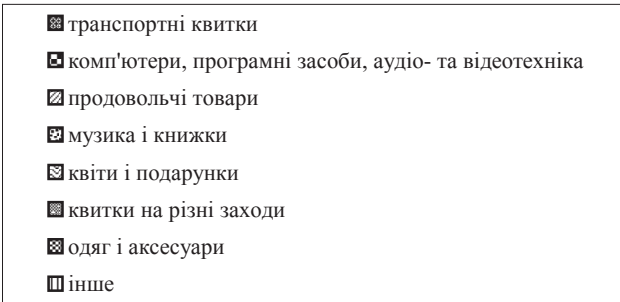 транспортні квитки
комп'ютери, програмні засоби, аудіо- та відеотехніка
продовольчі товари
музика і книжки
квіти і подарунки
квитки на різні заходи
одяг і аксесуари
інше